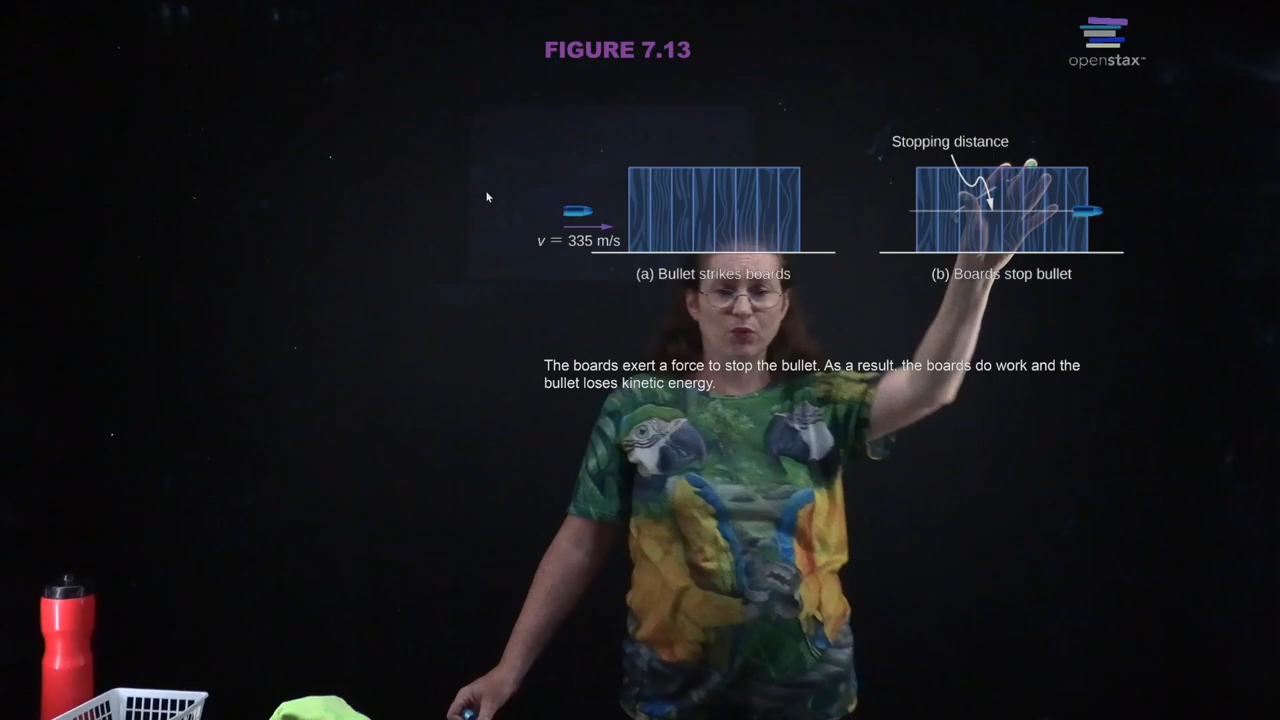 FIGURE 7.13
openstax™
Stopping distance
v = 335 m/s
(a) Bullet strikes boards
(b) Boards stop bullet
The boards exert a force to stop the bullet. As a result, the boards do work and the
bullet loses kinetic energy.